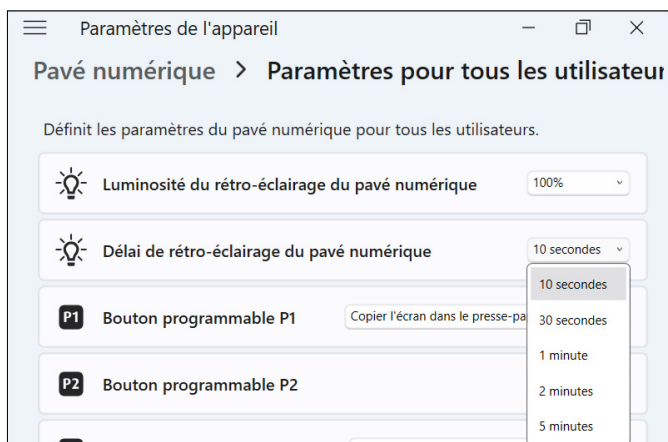 Paramètres de l'appareil
Pavé numérique > Paramètres pour tous les utilisateur
Définit les paramètres du pavé numérique pour tous les utilisateurs.
Luminosité du rétro-éclairage du pavé numérique 100%
Délai de rétro-éclairage du pavé numérique 10 secondes
10 secondes
P1 Bouton programmable P1 Copier l'écran dans le presse-pa
30 secondes
1 minute
P2 Bouton programmable P2
2 minutes
5 minutes